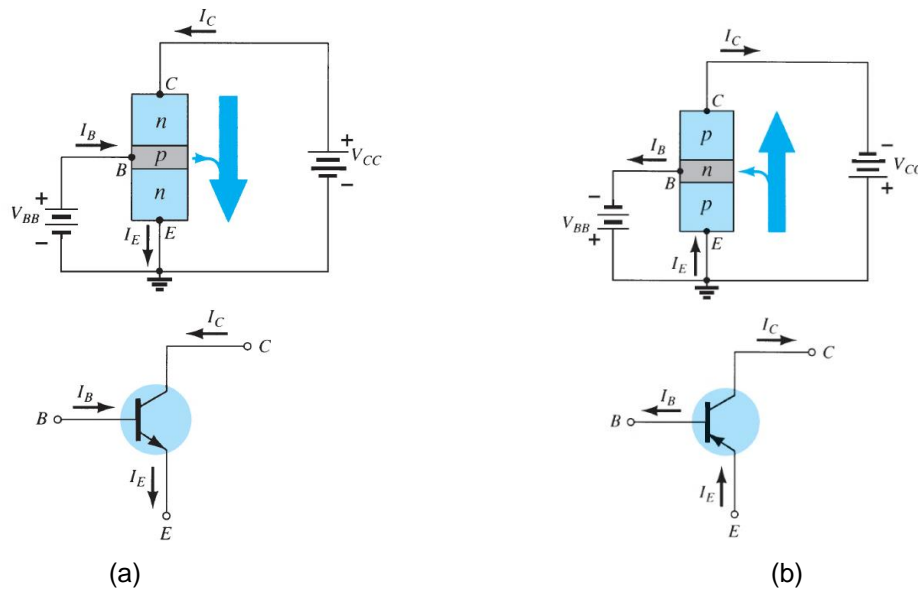 I_C
C
n
I_B
p
B
n
+
V_BB
−
I_E
E
+
V_CC
−
I_C
C
I_B
B
I_E
E
(a)
I_C
C
p
I_B
n
B
p
−
V_BB
+
I_E
E
−
V_CC
+
I_C
C
I_B
B
I_E
E
(b)